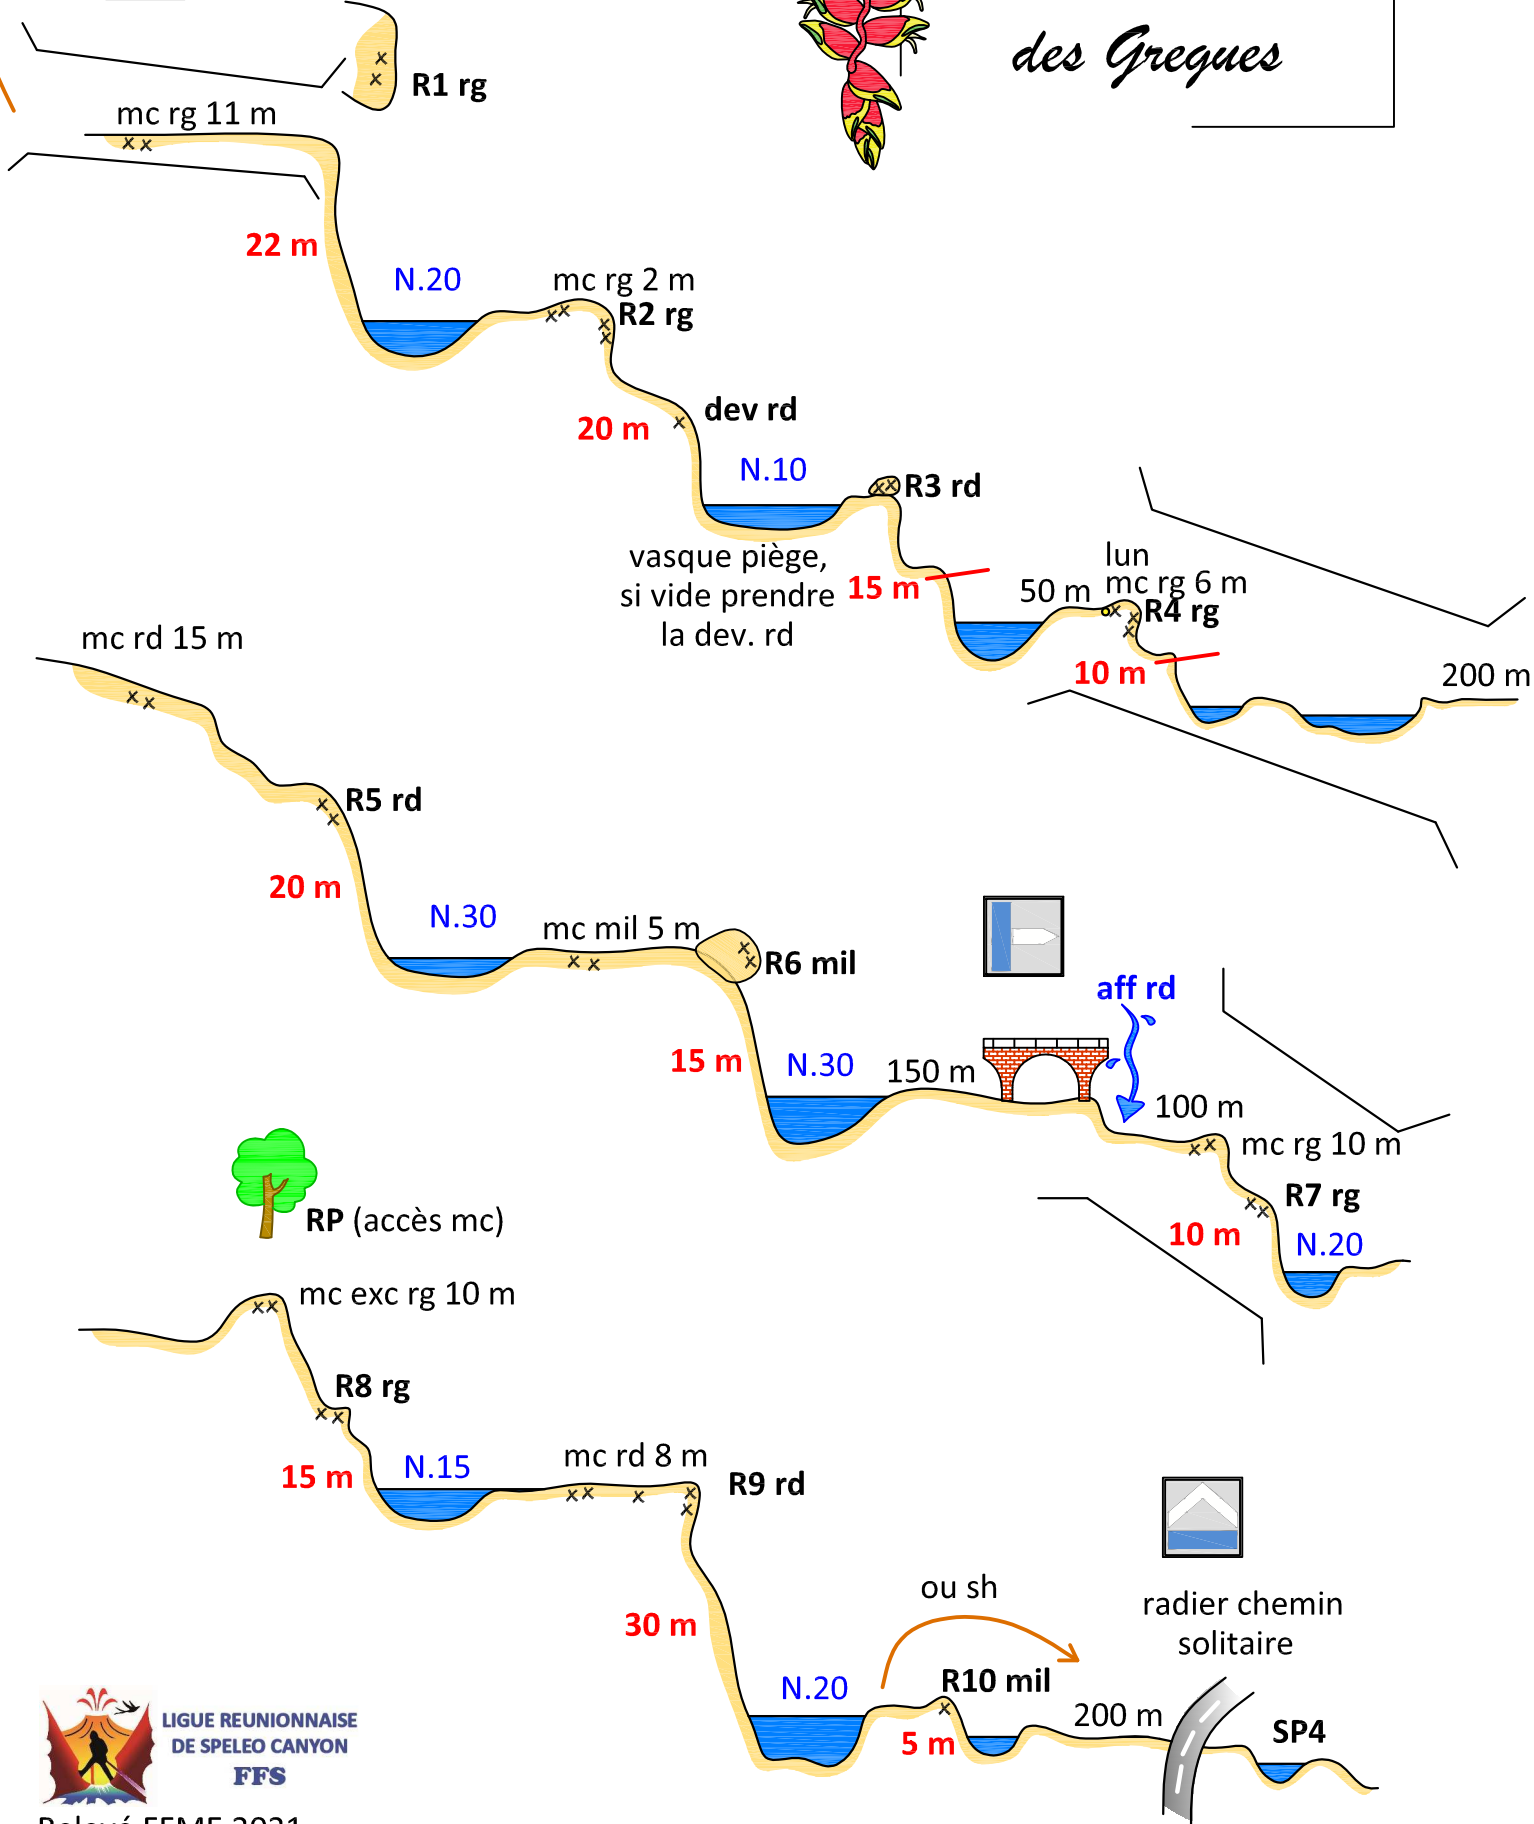 des Gregues
R1 rg
mc rg 11 m
22 m
N.20
mc rg 2 m
R2 rg
dev rd
20 m
N.10
R3 rd
vasque piège,
si vide prendre
la dev. rd
15 m
50 m
lun
mc rg 6 m
R4 rg
10 m
200 m
mc rd 15 m
R5 rd
20 m
N.30
mc mil 5 m
R6 mil
15 m
N.30
150 m
aff rd
100 m
mc rg 10 m
R7 rg
10 m
N.20
RP (accès mc)
mc exc rg 10 m
R8 rg
15 m
N.15
mc rd 8 m
R9 rd
30 m
N.20
ou sh
R10 mil
5 m
200 m
radier chemin
solitaire
SP4
LIGUE REUNIONNAISE
DE SPELEO CANYON
FFS